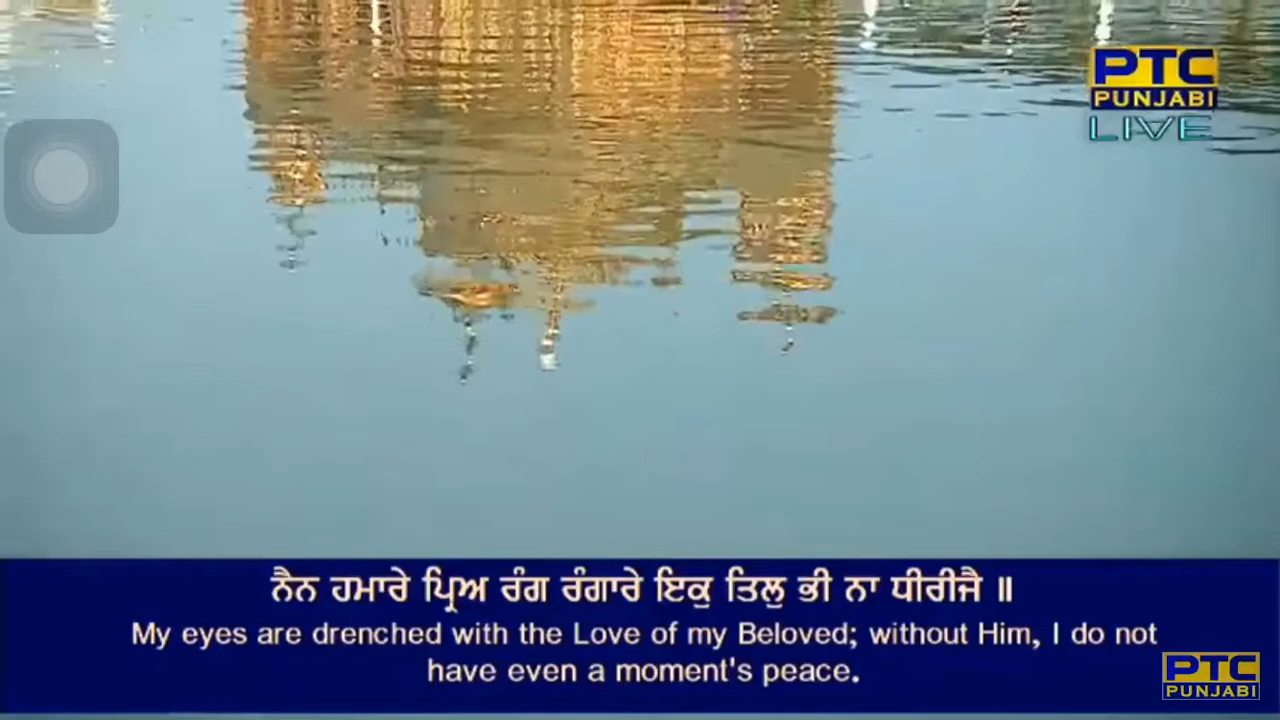 PTC
PUNJABI
LIVE
ਨੈਨ ਹਮਾਰੇ ਪ੍ਰਿਅ ਰੰਗ ਰੰਗਾਰੇ ਇਕੁ ਤਿਲੁ ਭੀ ਨਾ ਧੀਰੀਜੈ ॥
My eyes are drenched with the Love of my Beloved; without Him, I do not
have even a moment's peace.
PTC
PUNJABI